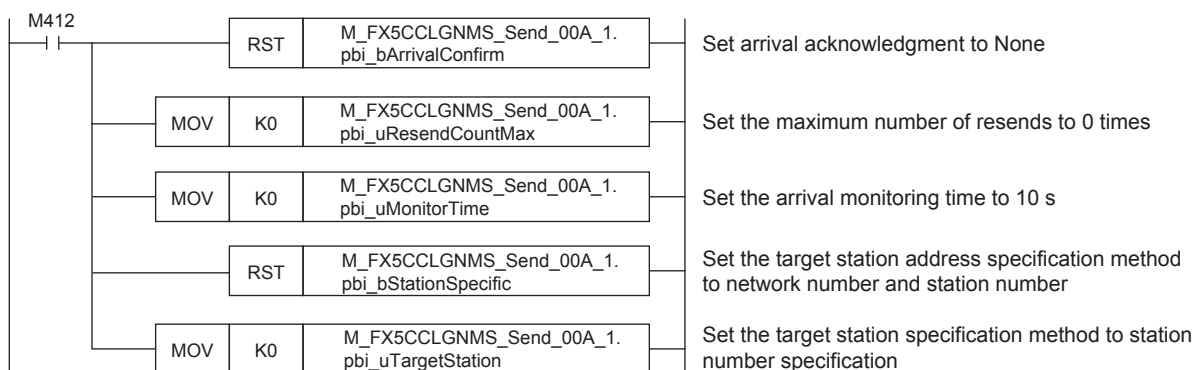 M412
RST M_FX5CCLGNMS_Send_00A_1. Set arrival acknowledgment to None
pbi_bArrivalConfirm
MOV K0 M_FX5CCLGNMS_Send_00A_1. Set the maximum number of resends to 0 times
pbi_uResendCountMax
MOV K0 M_FX5CCLGNMS_Send_00A_1. Set the arrival monitoring time to 10 s
pbi_uMonitorTime
RST M_FX5CCLGNMS_Send_00A_1. Set the target station address specification method
pbi_bStationSpecific to network number and station number
MOV K0 M_FX5CCLGNMS_Send_00A_1. Set the target station specification method to station
pbi_uTargetStation number specification